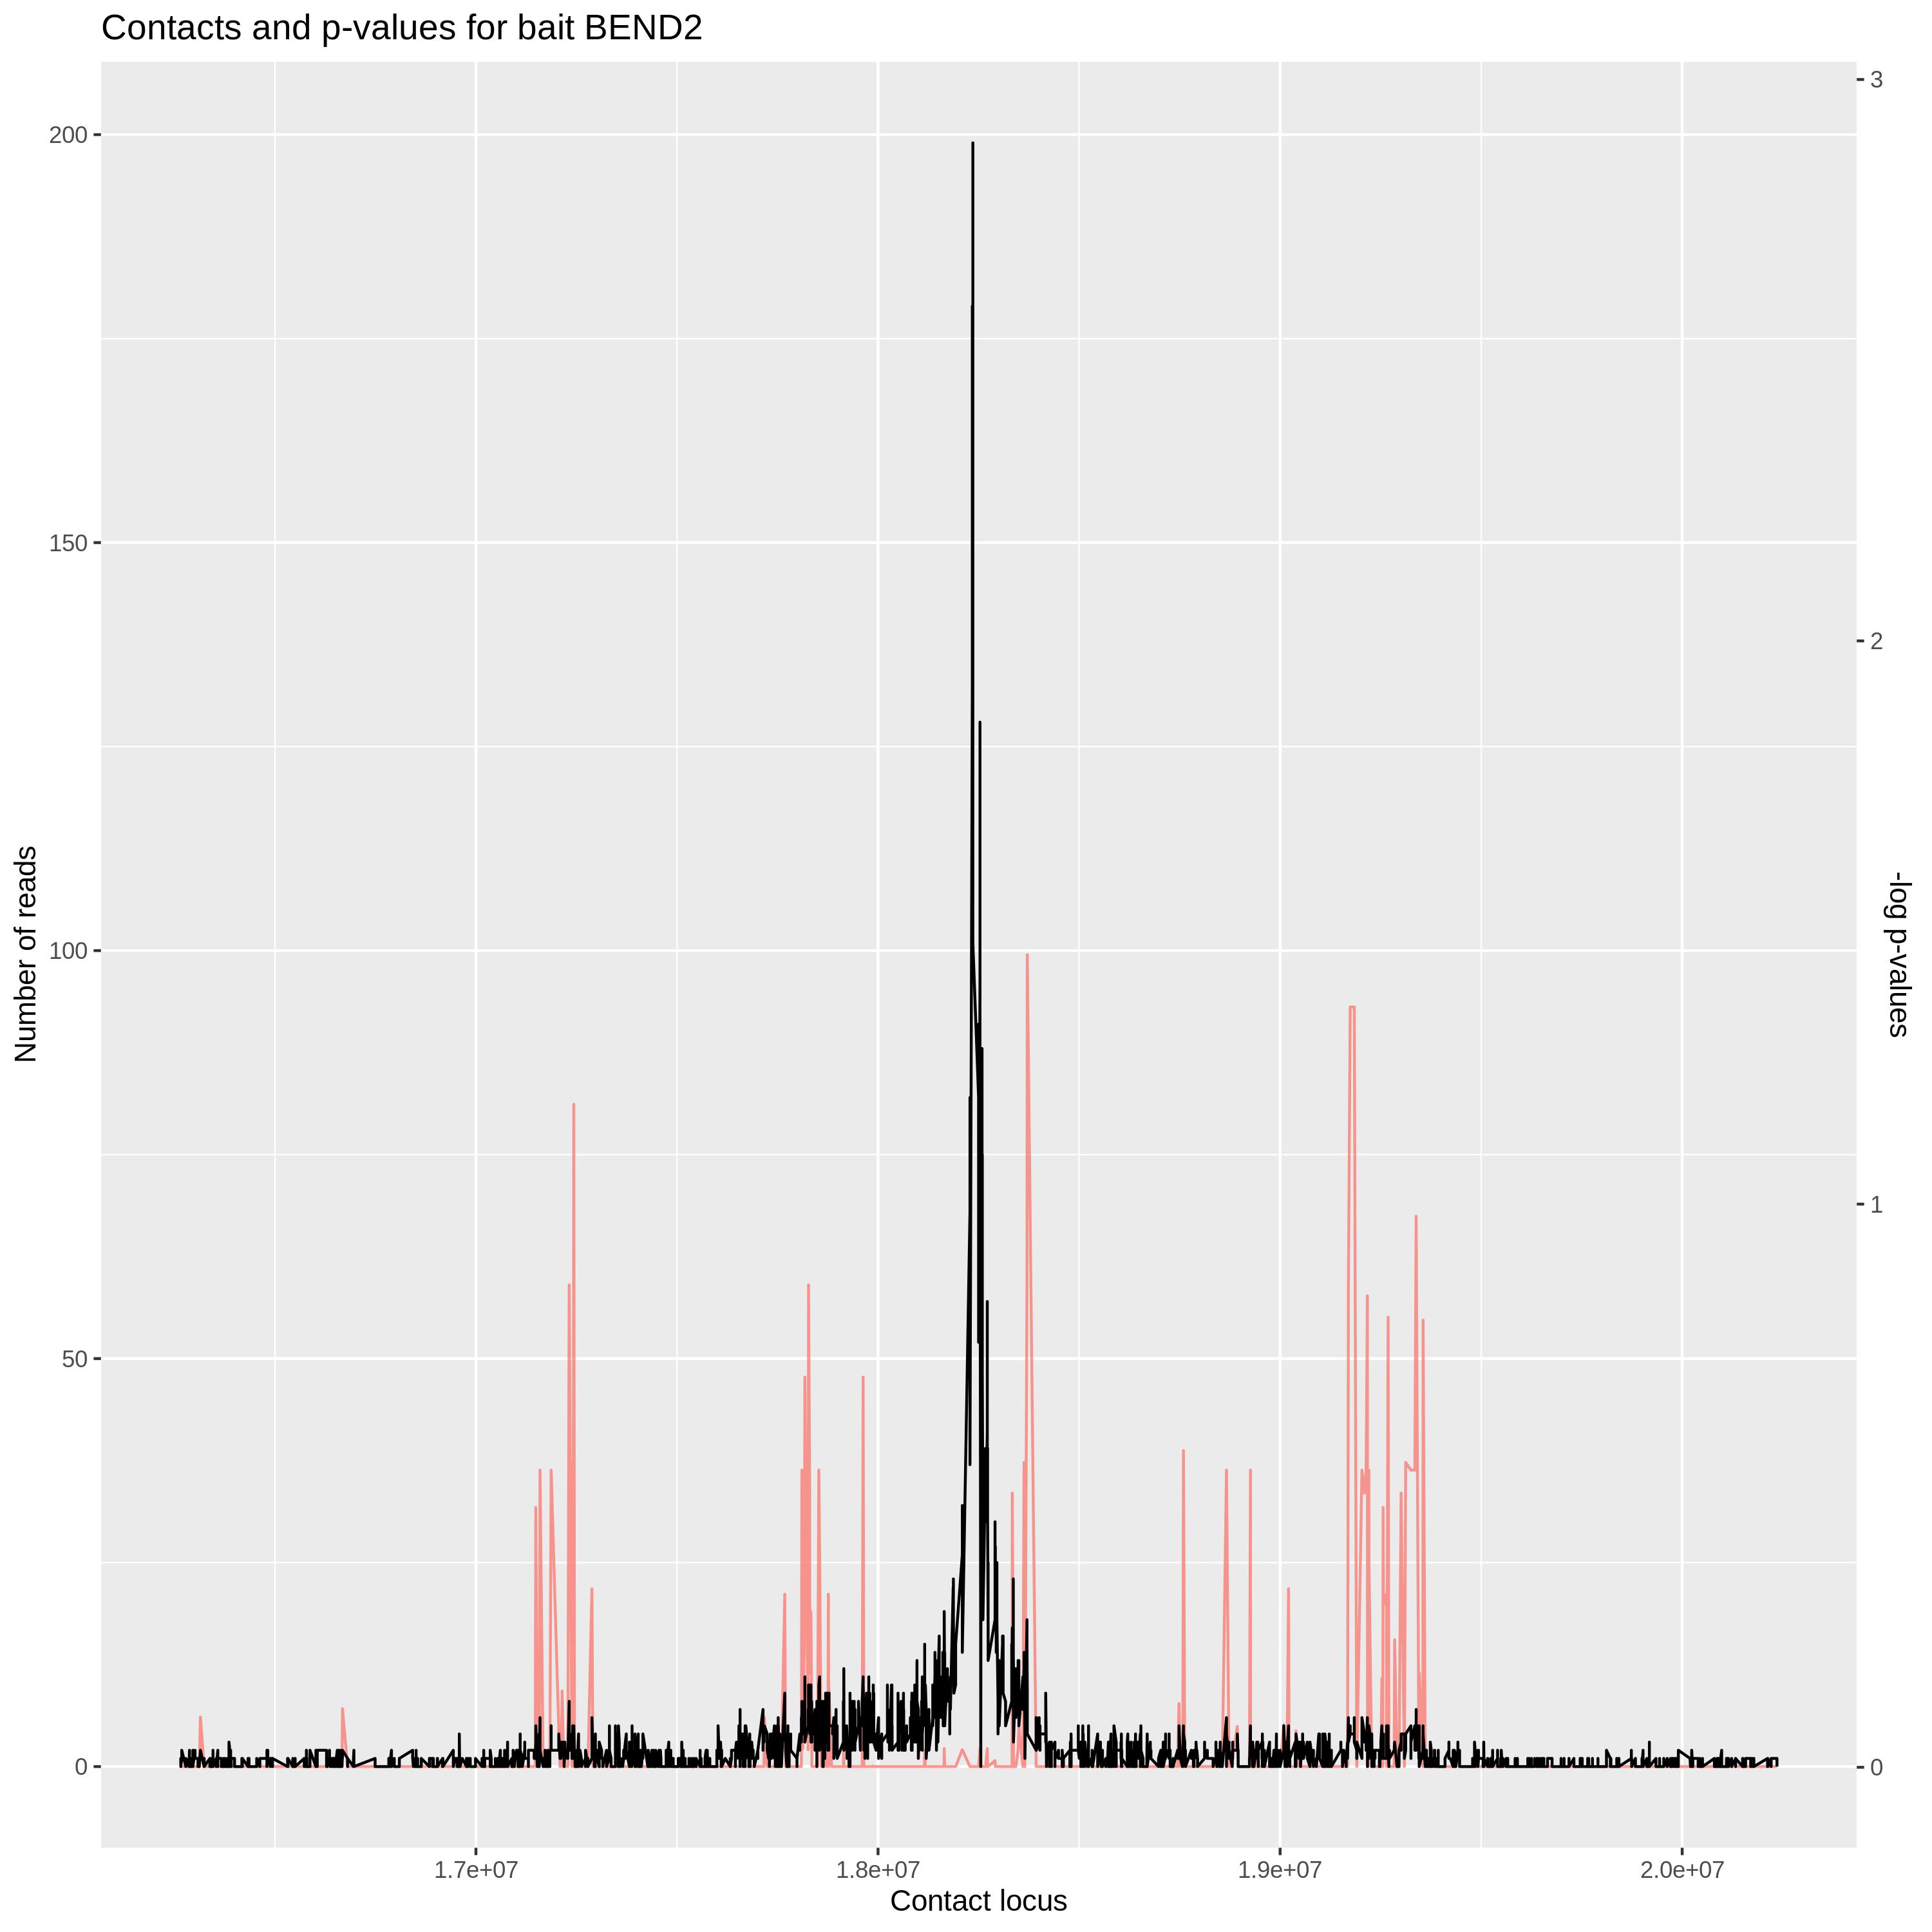 Contacts and p-values for bait BEND2
Number of reads
200
150
100
50
0
3
2
1
0
-log p-values
1.7e+07
1.8e+07
1.9e+07
2.0e+07
Contact locus